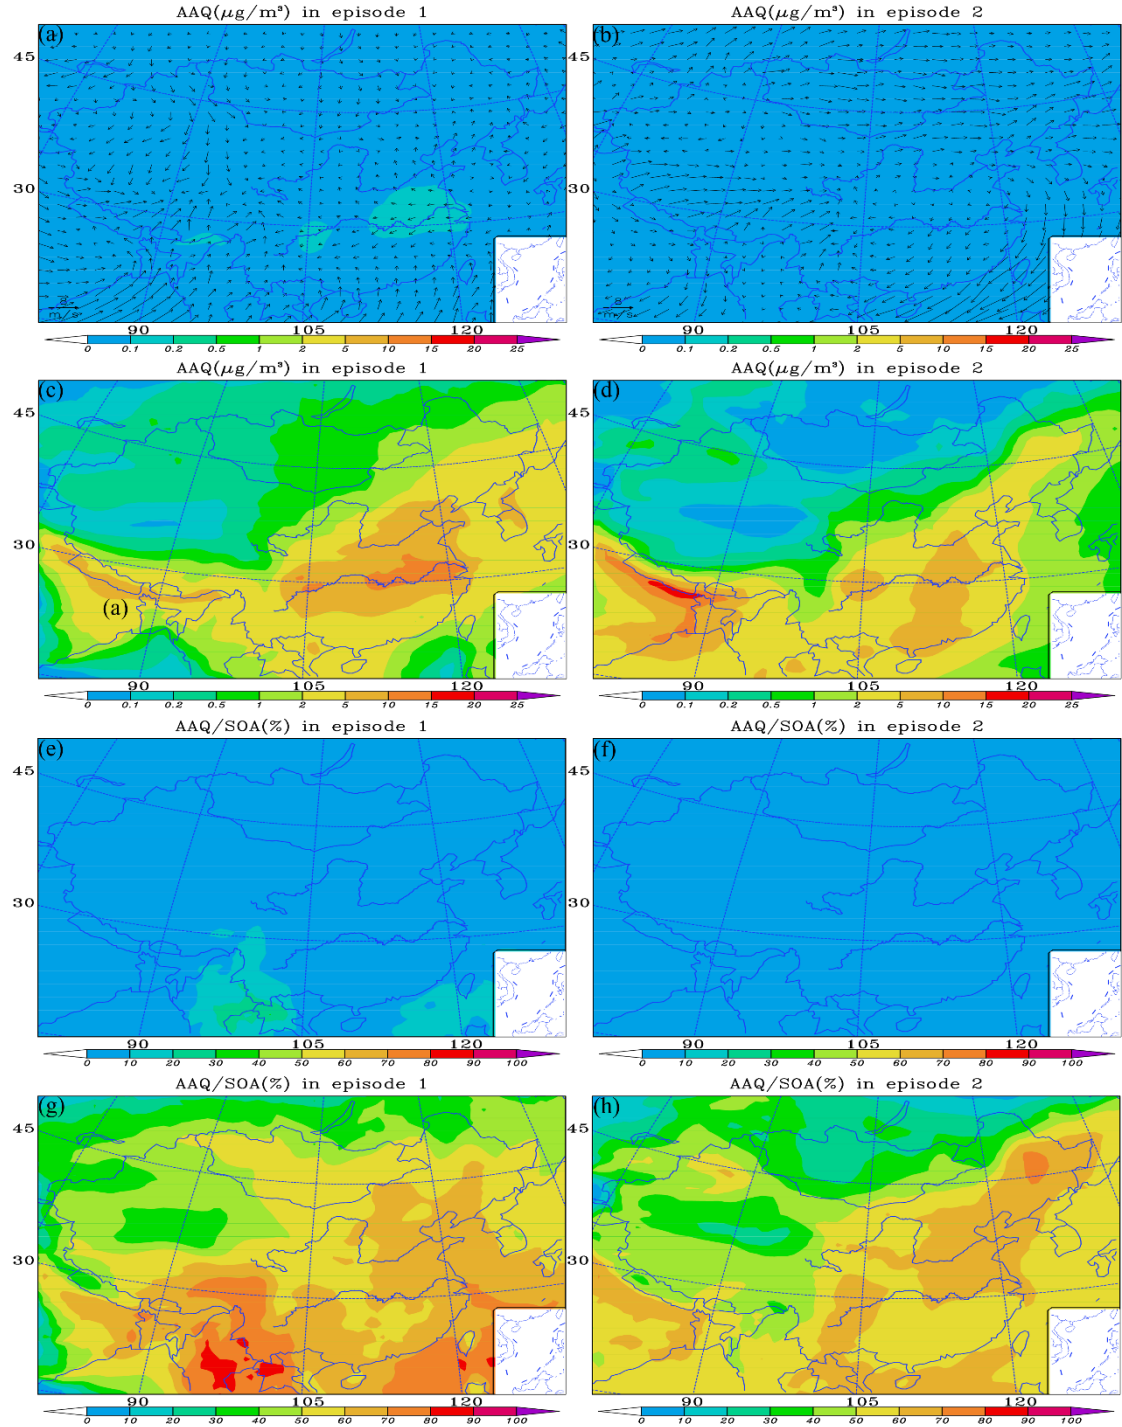 AAQ(μg/m³) in episode 1
AAQ(μg/m³) in episode 2
(a)
(b)
45
45
30
30
8
m/s
8
m/s
90 105 120
90 105 120
0 0.1 0.2 0.5 1 2 5 10 15 20 25
0 0.1 0.2 0.5 1 2 5 10 15 20 25
AAQ(μg/m³) in episode 1
AAQ(μg/m³) in episode 2
(c)
(d)
45
45
30
30
(a)
90 105 120
90 105 120
0 0.1 0.2 0.5 1 2 5 10 15 20 25
0 0.1 0.2 0.5 1 2 5 10 15 20 25
AAQ/SOA(%) in episode 1
AAQ/SOA(%) in episode 2
(e)
(f)
45
45
30
30
90 105 120
90 105 120
0 10 20 30 40 50 60 70 80 90 100
0 10 20 30 40 50 60 70 80 90 100
AAQ/SOA(%) in episode 1
AAQ/SOA(%) in episode 2
(g)
(h)
45
45
30
30
90 105 120
90 105 120
0 10 20 30 40 50 60 70 80 90 100
0 10 20 30 40 50 60 70 80 90 100